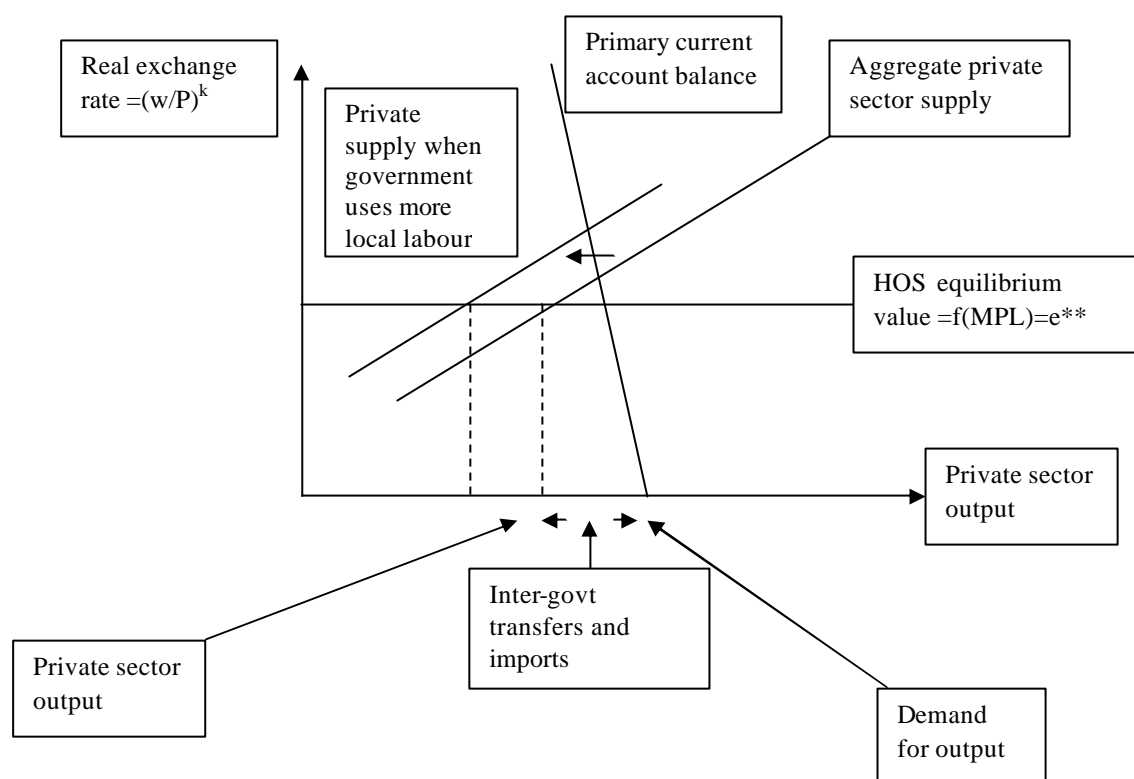 Real exchange
rate =(w/P)^k
Primary current
account balance
Aggregate private
sector supply
Private
supply when
government
uses more
local labour
HOS equilibrium
value =f(MPL)=e**
Private sector
output
Inter-govt
transfers and
imports
Private sector
output
Demand
for output